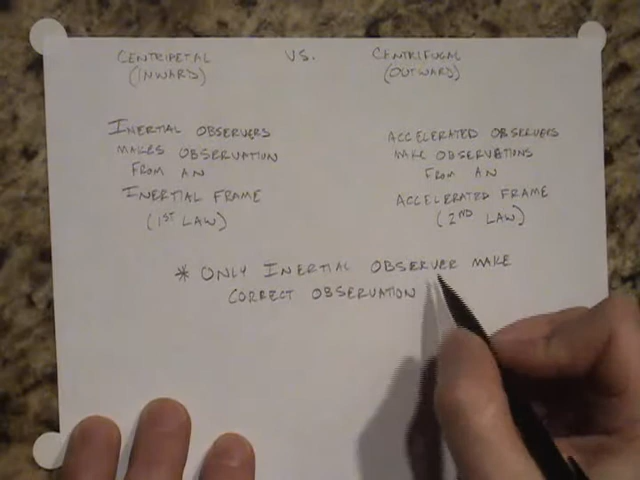 CENTRIPETAL VS. CENTRIFUGAL
(INWARD) (OUTWARD)
INERTIAL OBSERVERS
MAKES OBSERVATION
FROM AN
INERTIAL FRAME
(1ST LAW)
ACCELERATED OBSERVERS
MAKE OBSERVATIONS
FROM AN
ACCELERATED FRAME
(2ND LAW)
* ONLY INERTIAL OBSERVER MAKE
CORRECT OBSERVATION